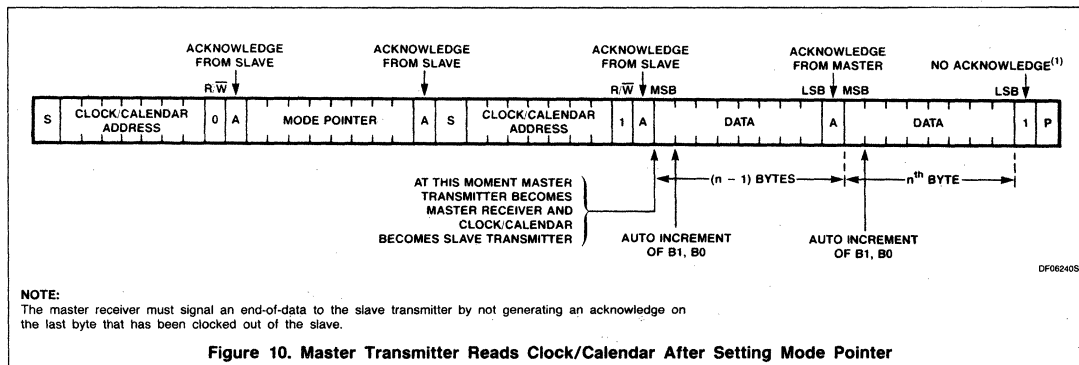 ACKNOWLEDGE FROM SLAVE
ACKNOWLEDGE FROM SLAVE
ACKNOWLEDGE FROM SLAVE
ACKNOWLEDGE FROM MASTER
NO ACKNOWLEDGE(1)
R/W̅
R/W̅ MSB
LSB MSB
LSB
S CLOCK/CALENDAR ADDRESS 0 A MODE POINTER A S CLOCK/CALENDAR ADDRESS 1 A DATA A DATA 1 P
(n – 1) BYTES
nth BYTE
AT THIS MOMENT MASTER
TRANSMITTER BECOMES
MASTER RECEIVER AND
CLOCK/CALENDAR
BECOMES SLAVE TRANSMITTER
AUTO INCREMENT
OF B1, B0
AUTO INCREMENT
OF B1, B0
DF06240S
NOTE:
The master receiver must signal an end-of-data to the slave transmitter by not generating an acknowledge on
the last byte that has been clocked out of the slave.
Figure 10. Master Transmitter Reads Clock/Calendar After Setting Mode Pointer